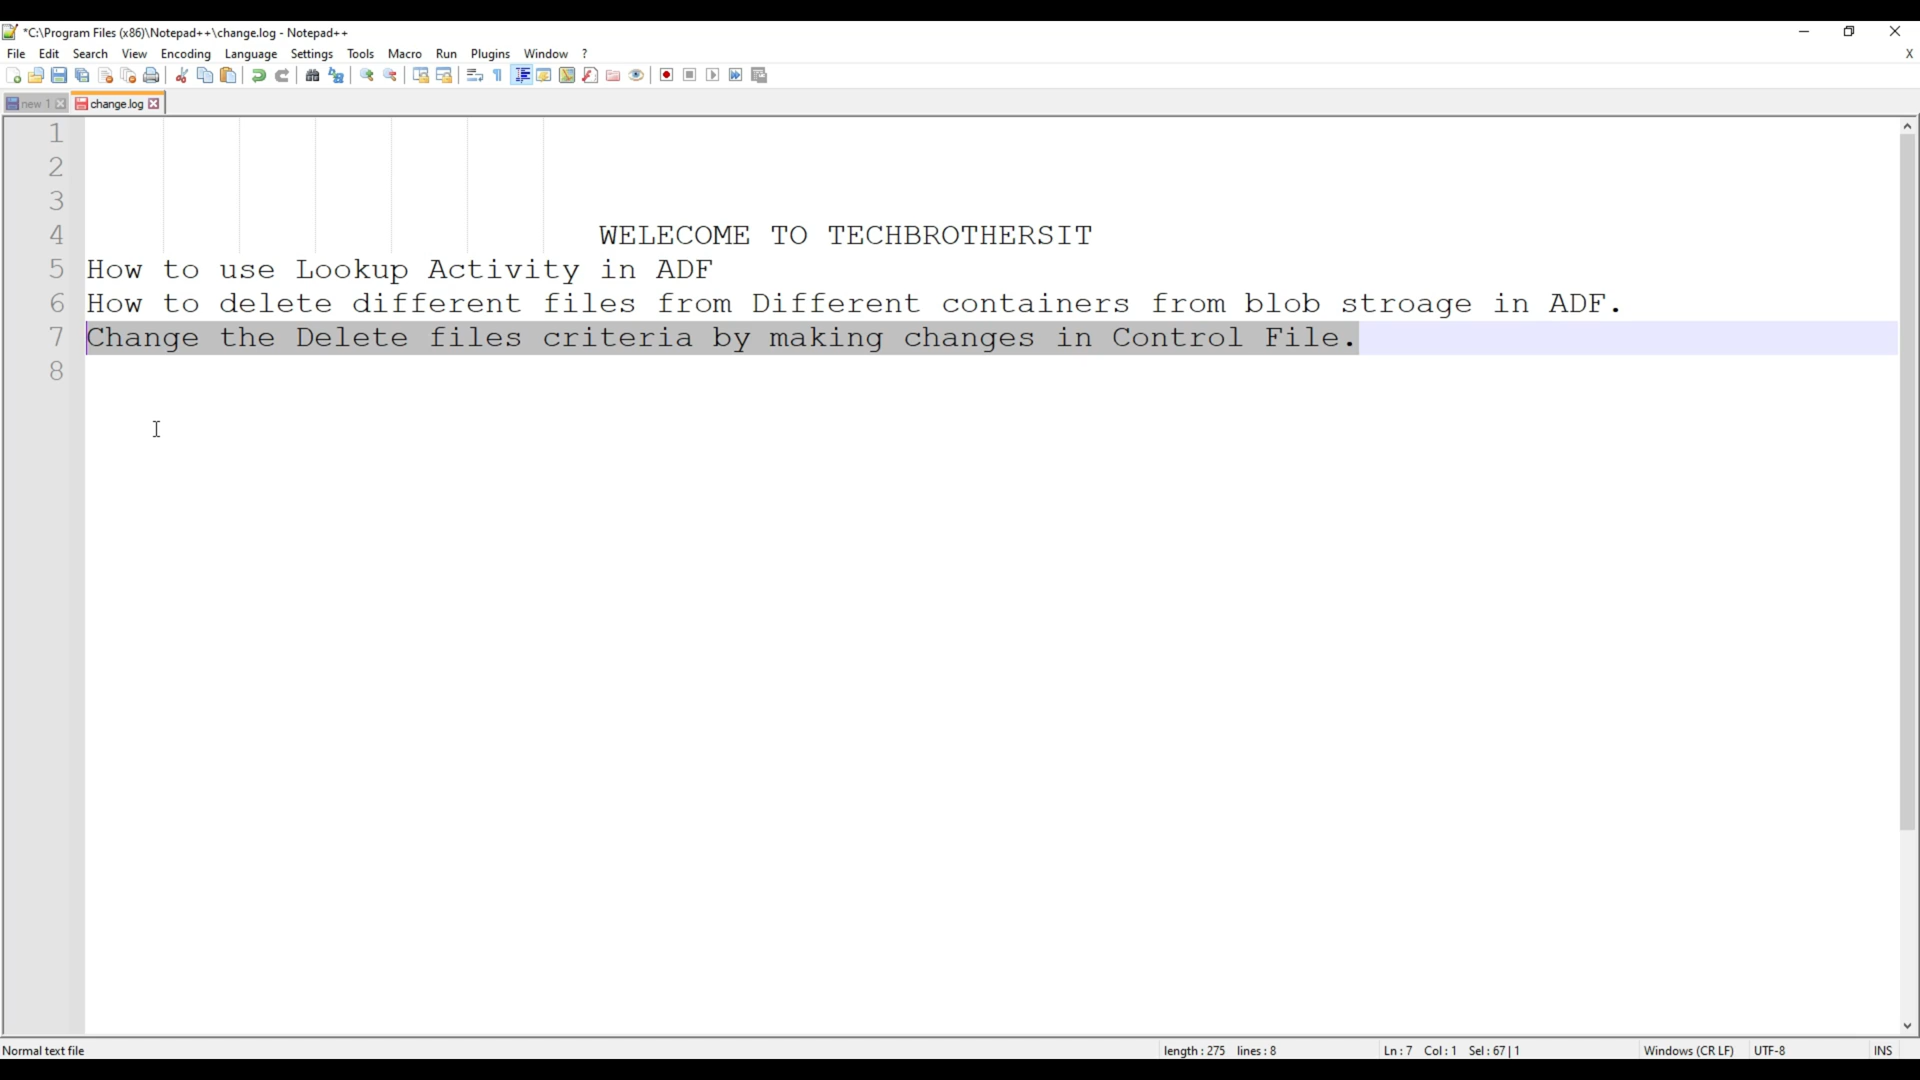 *C:\Program Files (x86)\Notepad++\change.log - Notepad++
File Edit Search View Encoding Language Settings Tools Macro Run Plugins Window ? X
new 1 change.log
1
2
3
4 WELECOME TO TECHBROTHERSIT
5 How to use Lookup Activity in ADF
6 How to delete different files from Different containers from blob stroage in ADF.
7 Change the Delete files criteria by making changes in Control File.
8
Normal text file length : 275 lines : 8 Ln : 7 Col : 1 Sel : 67 | 1 Windows (CR LF) UTF-8 INS